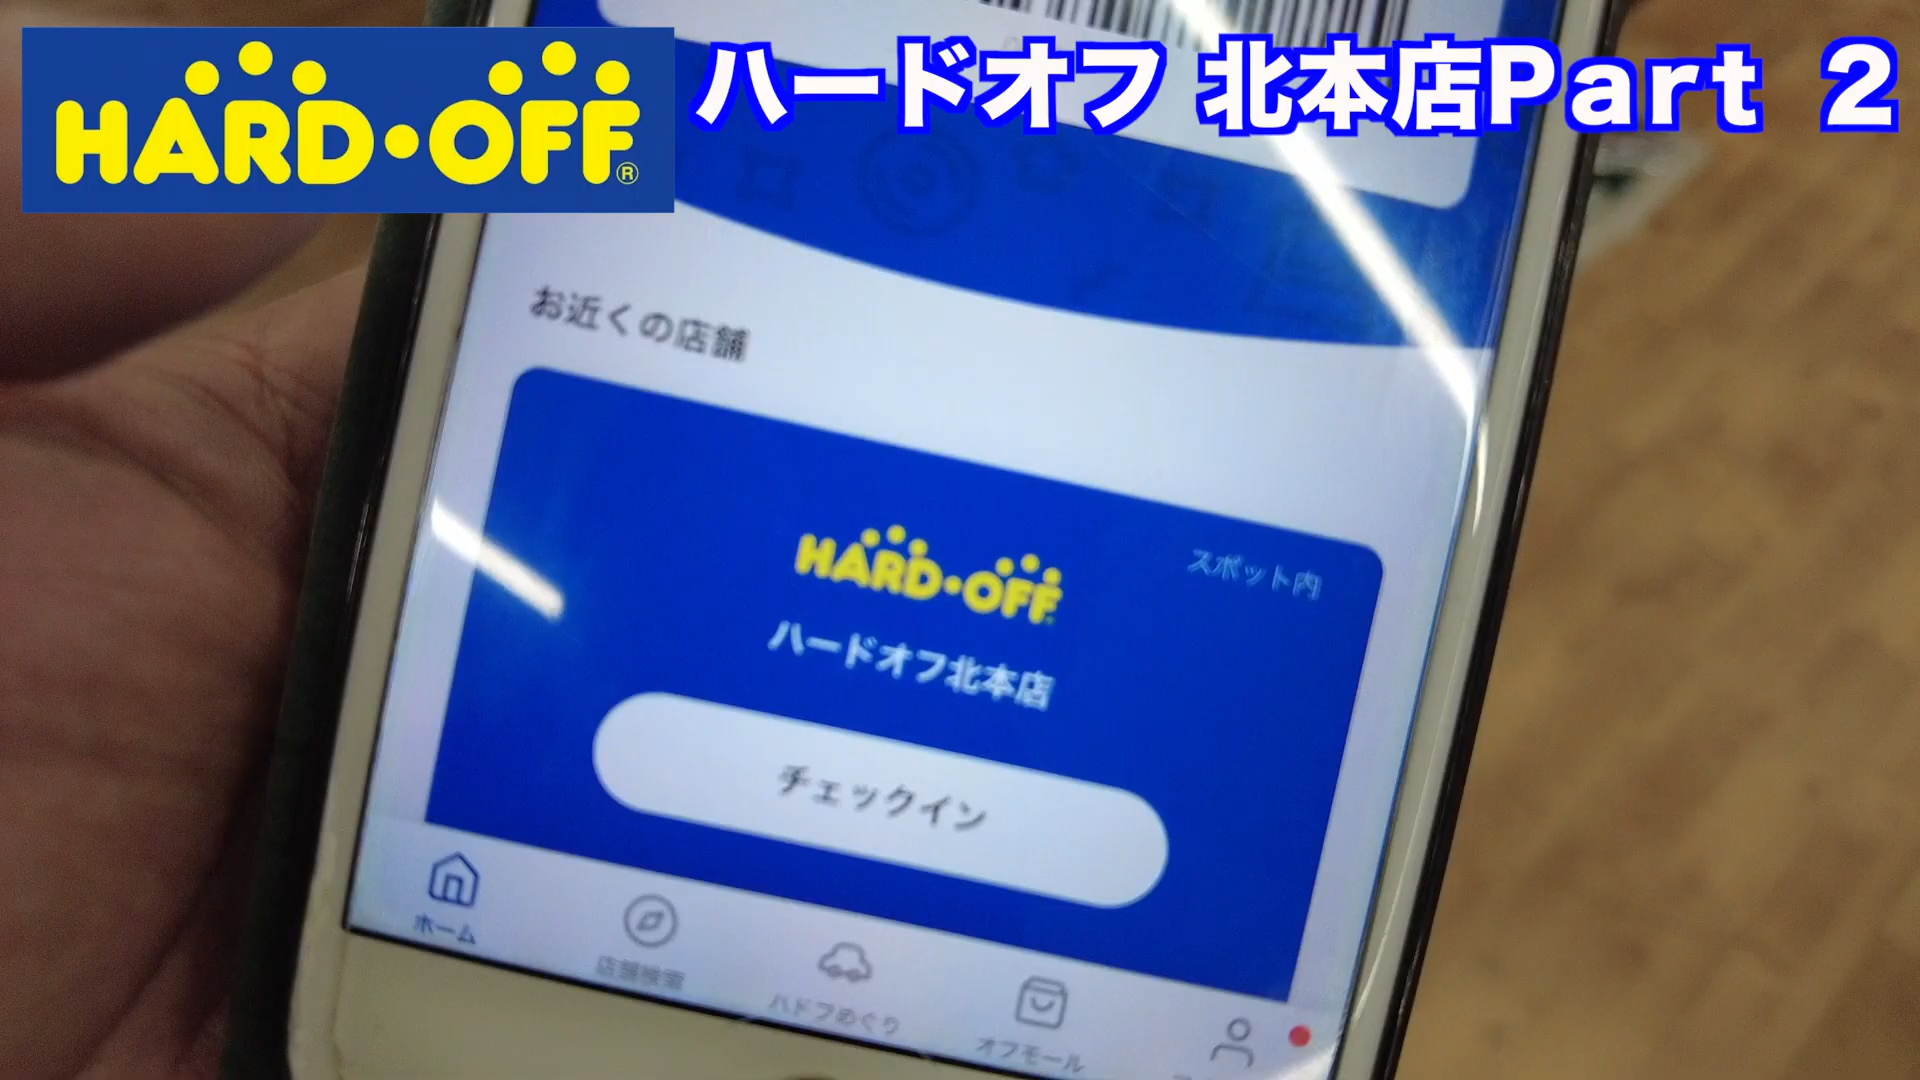 HARD・OFF®
ハードオフ 北本店Part 2
お近くの店舗
スポット内
HARD・OFF
ハードオフ北本店
チェックイン
ホーム
店舗検索
ハドフめぐり
オフモール